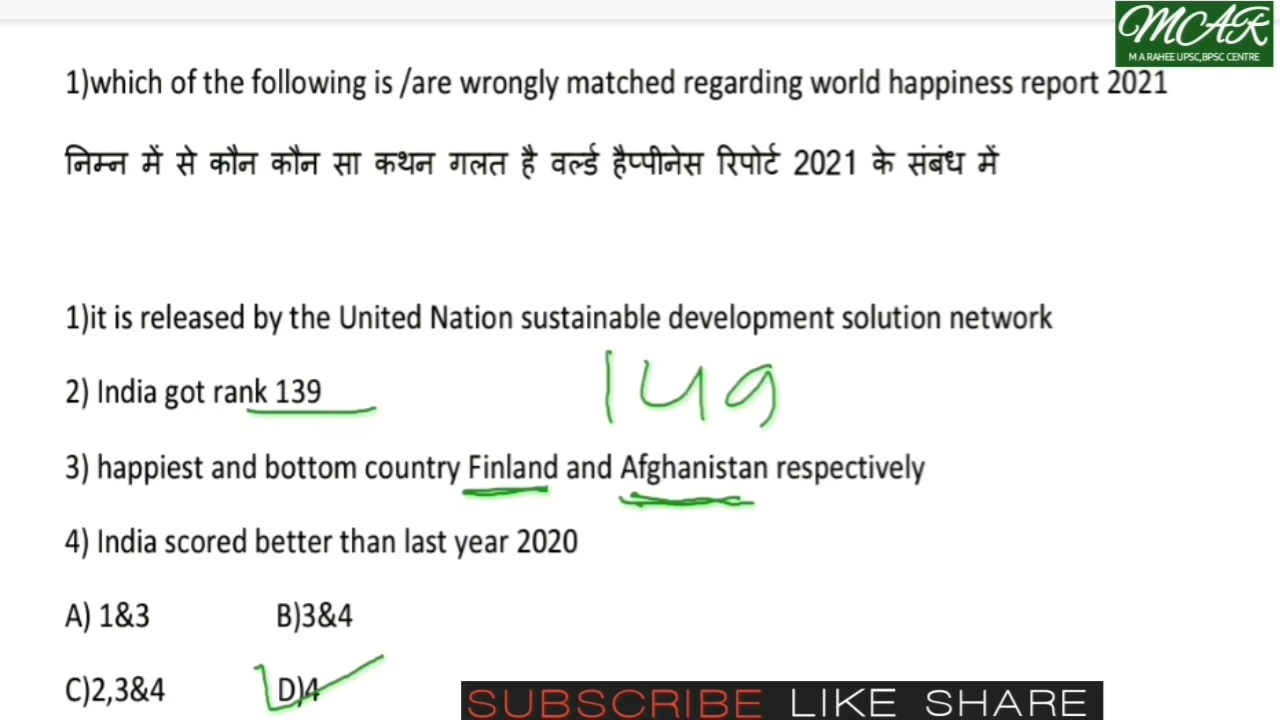 MCAR
M A RAHEE UPSC,BPSC CENTRE
1)which of the following is /are wrongly matched regarding world happiness report 2021
निम्न में से कौन कौन सा कथन गलत है वर्ल्ड हैप्पीनेस रिपोर्ट 2021 के संबंध में
1)it is released by the United Nation sustainable development solution network
2) India got rank 139
149
3) happiest and bottom country Finland and Afghanistan respectively
4) India scored better than last year 2020
A) 1&3 B)3&4
C)2,3&4 D)4
SUBSCRIBE LIKE SHARE